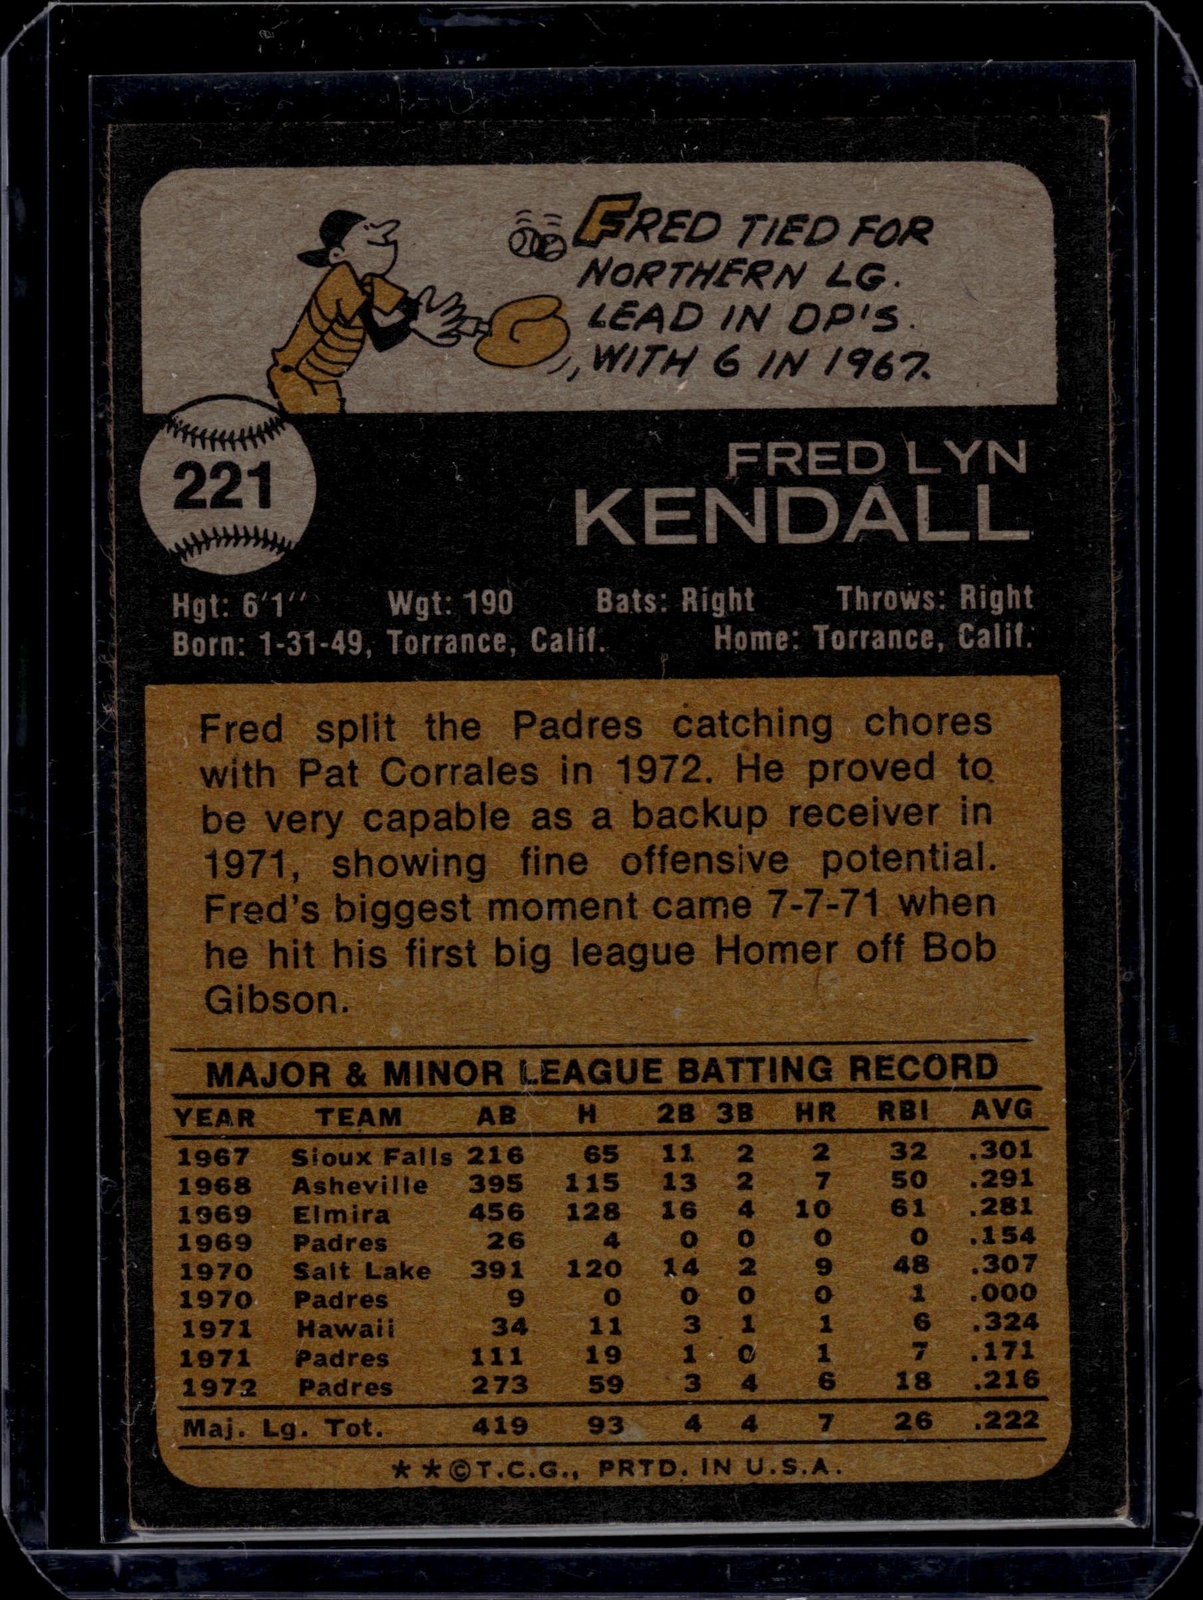 FRED TIED FOR
NORTHERN LG.
LEAD IN DP'S.
WITH 6 IN 1967.
221
FRED LYN
KENDALL
Hgt: 6'1" Wgt: 190 Bats: Right Throws: Right
Born: 1-31-49, Torrance, Calif. Home: Torrance, Calif.
Fred split the Padres catching chores
with Pat Corrales in 1972. He proved to
be very capable as a backup receiver in
1971, showing fine offensive potential.
Fred's biggest moment came 7-7-71 when
he hit his first big league Homer off Bob
Gibson.
MAJOR & MINOR LEAGUE BATTING RECORD
YEAR TEAM AB H 2B 3B HR RBI AVG
1967 Sioux Falls 216 65 11 2 2 32 .301
1968 Asheville 395 115 13 2 7 50 .291
1969 Elmira 456 128 16 4 10 61 .281
1969 Padres 26 4 0 0 0 0 .154
1970 Salt Lake 391 120 14 2 9 48 .307
1970 Padres 9 0 0 0 0 1 .000
1971 Hawaii 34 11 3 1 1 6 .324
1971 Padres 111 19 1 0 1 7 .171
1972 Padres 273 59 3 4 6 18 .216
Maj. Lg. Tot. 419 93 4 4 7 26 .222
**©T.C.G., PRTD. IN U.S.A.